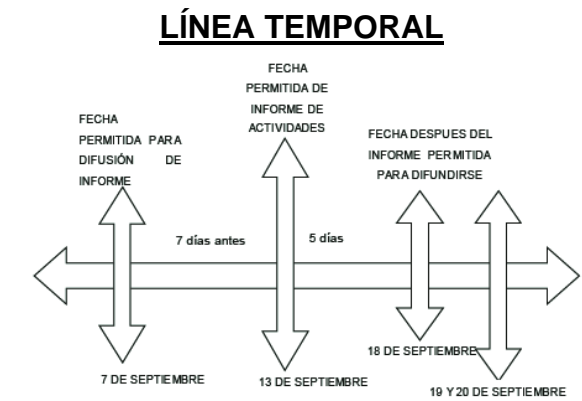 LÍNEA TEMPORAL
FECHA
PERMITIDA DE
INFORME DE
ACTIVIDADES
FECHA
PERMITIDA PARA
DIFUSIÓN DE
INFORME
FECHA DESPUES DEL
INFORME PERMITIDA
PARA DIFUNDIRSE
7 días antes
5 días
7 DE SEPTIEMBRE
13 DE SEPTIEMBRE
18 DE SEPTIEMBRE
19 Y 20 DE SEPTIEMBRE